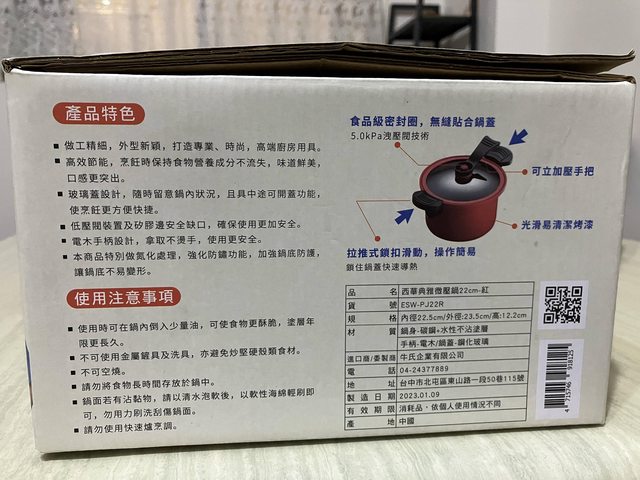 產品特色
▪ 做工精細，外型新穎，打造專業、時尚，高端廚房用具。
▪ 高效節能，烹飪時保持食物營養成分不流失，味道鮮美，
口感更突出。
▪ 玻璃蓋設計，隨時留意鍋內狀況，且具中途可開蓋功能，
使烹飪更方便快捷。
▪ 低壓閥裝置及矽膠邊安全缺口，確保使用更加安全。
▪ 電木手柄設計，拿取不燙手，使用更安全。
▪ 本商品特別做氮化處理，強化防鏽功能，加強鍋底防護，
讓鍋底不易變形。
使用注意事項
▪ 使用時可在鍋內倒入少量油，可使食物更酥脆，塗層年
限更長久。
▪ 不可使用金屬鏟具及洗具，亦避免炒堅硬殼類食材。
▪ 不可空燒。
▪ 請勿將食物長時間存放於鍋中。
▪ 鍋面若有沾黏物，請以清水泡軟後，以軟性海綿輕刷即
可，勿用力刷洗刮傷鍋面。
▪ 請勿使用快速爐烹調。
食品級密封圈，無縫貼合鍋蓋
5.0kPa洩壓閥技術
可立加壓手把
光滑易清潔烤漆
拉推式鎖扣滑動，操作簡易
鎖住鍋蓋快速導熱
品名 西華典雅微壓鍋22cm-紅
貨號 ESW-PJ22R
規格 內徑22.5cm/外徑:23.5cm/高:12.2cm
材質 鍋身-碳鋼+水性不沾塗層
手柄-電木/鍋蓋-鋼化玻璃
進口商/委製商 牛氏企業有限公司
電話 04-24377889
地址 台中市北屯區東山路一段50巷115號
製造日期 2023.01.09
有效期限 消耗品，依個人使用情況不同
產地 中國
4 715746 918125